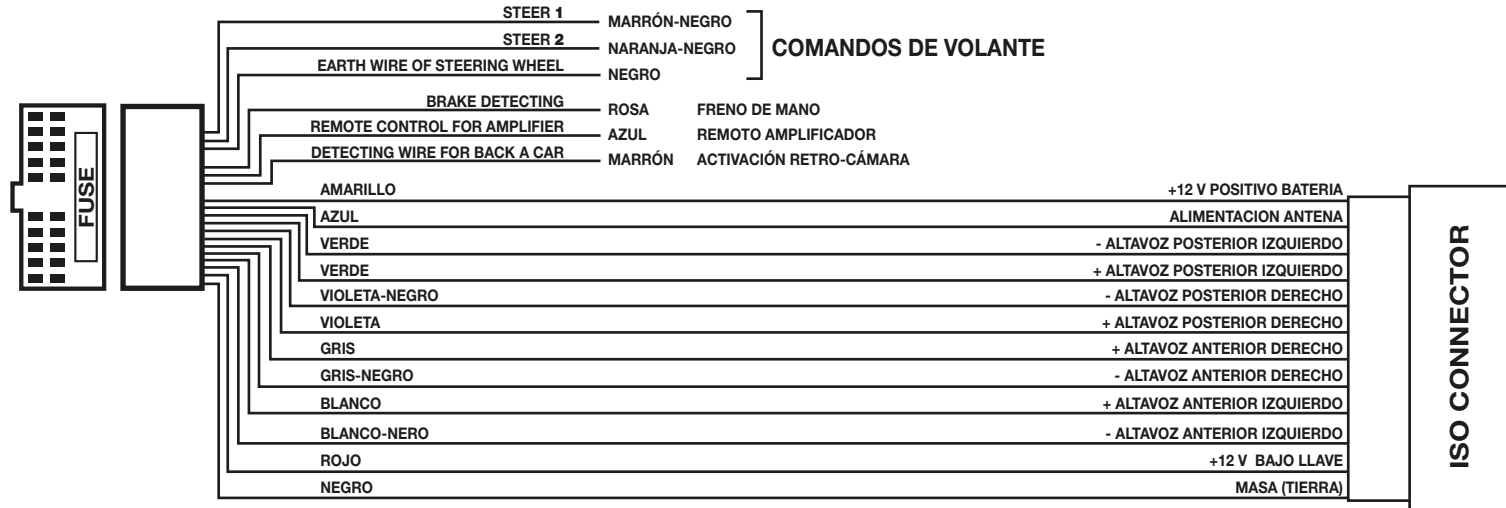 STEER 1 MARRÓN-NEGRO
STEER 2 NARANJA-NEGRO
EARTH WIRE OF STEERING WHEEL NEGRO
COMANDOS DE VOLANTE
BRAKE DETECTING ROSA FRENO DE MANO
REMOTE CONTROL FOR AMPLIFIER AZUL REMOTO AMPLIFICADOR
DETECTING WIRE FOR BACK A CAR MARRÓN ACTIVACIÓN RETRO-CÁMARA
FUSE
AMARILLO +12 V POSITIVO BATERIA
AZUL ALIMENTACION ANTENA
VERDE - ALTAVOZ POSTERIOR IZQUIERDO
VERDE + ALTAVOZ POSTERIOR IZQUIERDO
VIOLETA-NEGRO - ALTAVOZ POSTERIOR DERECHO
VIOLETA + ALTAVOZ POSTERIOR DERECHO
GRIS + ALTAVOZ ANTERIOR DERECHO
GRIS-NEGRO - ALTAVOZ ANTERIOR DERECHO
BLANCO + ALTAVOZ ANTERIOR IZQUIERDO
BLANCO-NERO - ALTAVOZ ANTERIOR IZQUIERDO
ROJO +12 V BAJO LLAVE
NEGRO MASA (TIERRA)
ISO CONNECTOR